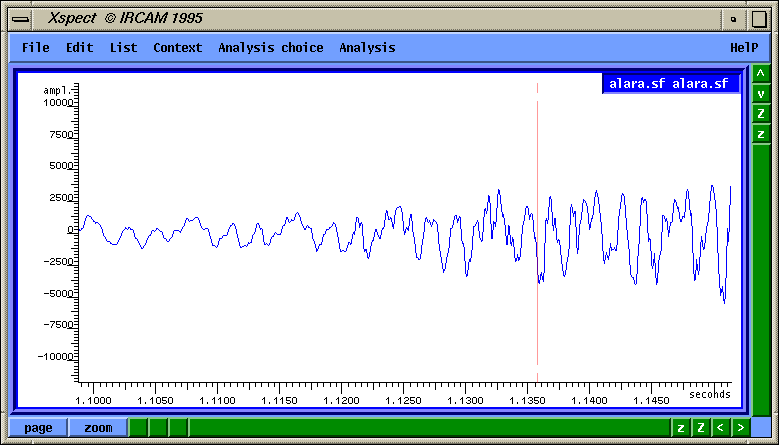 Xspect © IRCAM 1995
File Edit List Context Analysis choice Analysis HelP
alara.sf alara.sf
ampl.
10000
7500
5000
2500
0
-2500
-5000
-7500
-10000
1.1000 1.1050 1.1100 1.1150 1.1200 1.1250 1.1300 1.1350 1.1400 1.1450
seconds
^
v
Z
z
page zoom z Z < >